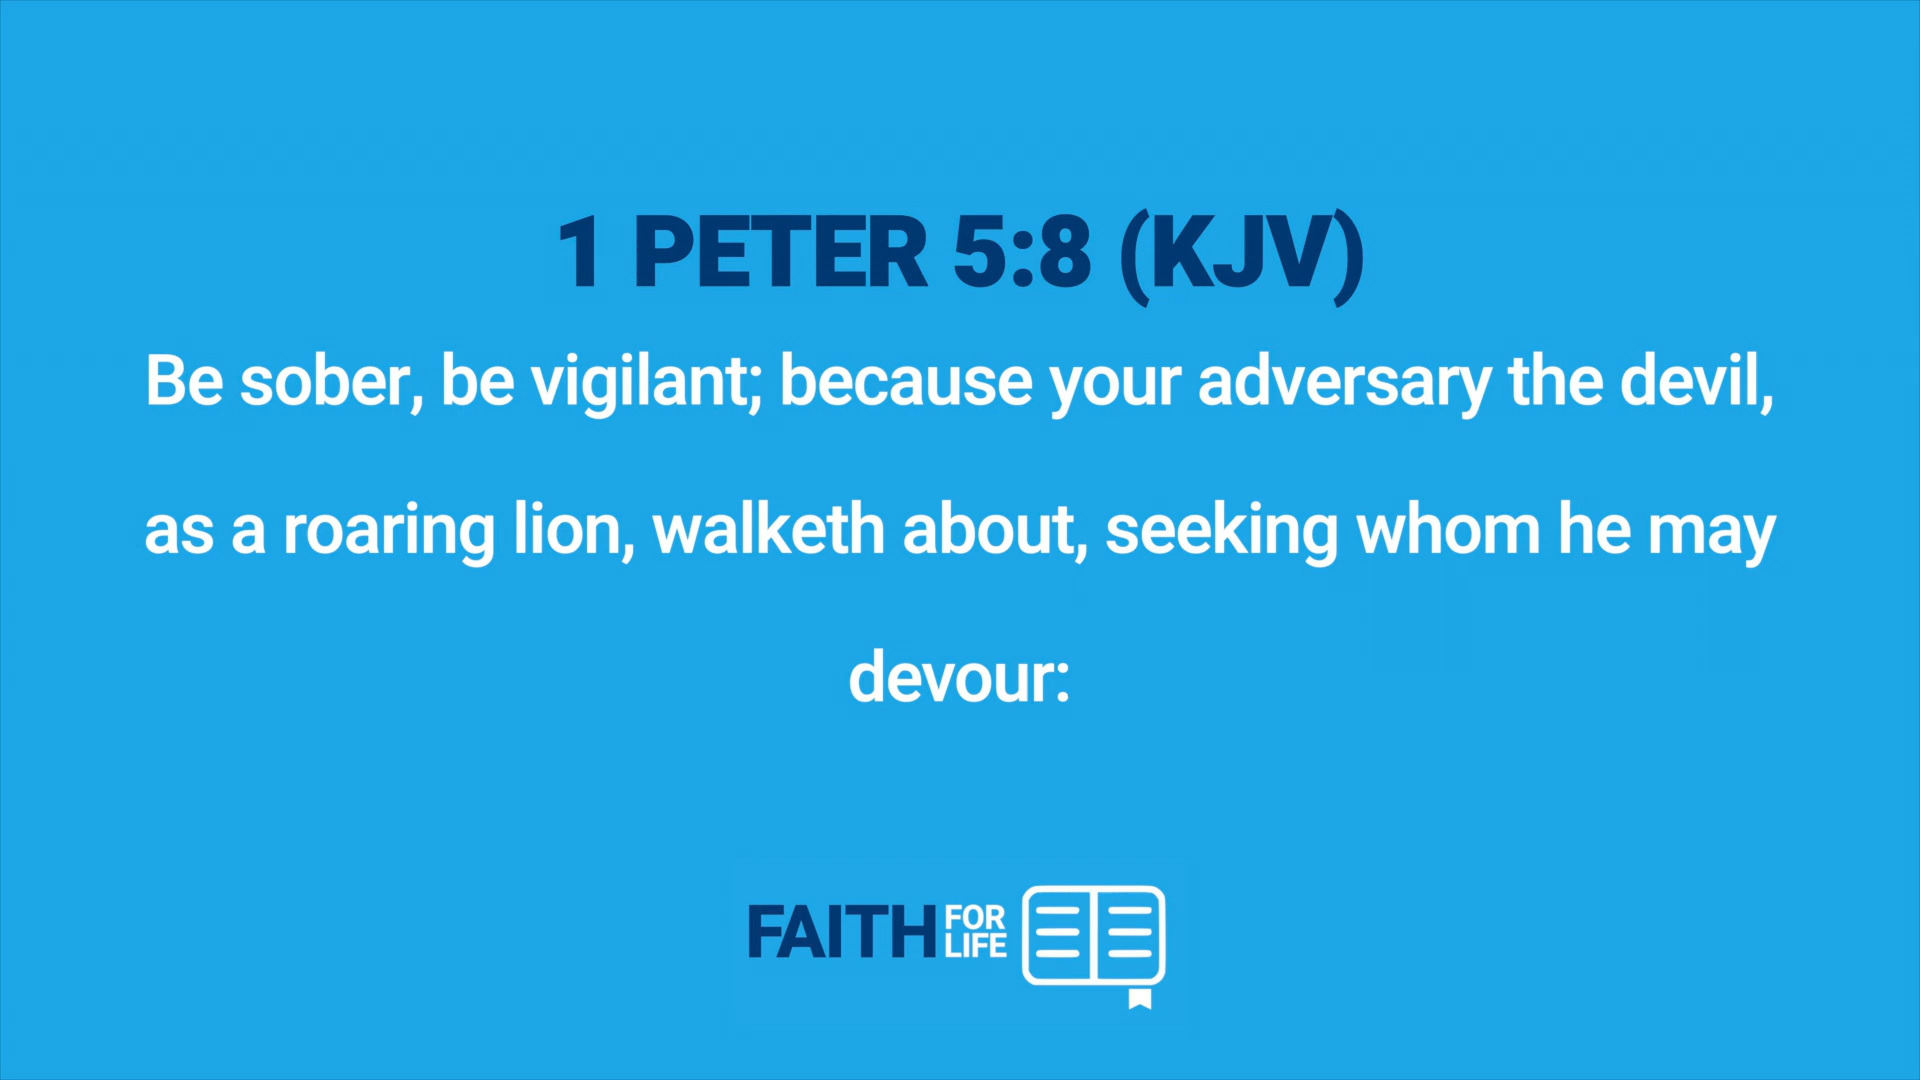 1 PETER 5:8 (KJV)
Be sober, be vigilant; because your adversary the devil,
as a roaring lion, walketh about, seeking whom he may
devour:
FAITH FOR
LIFE